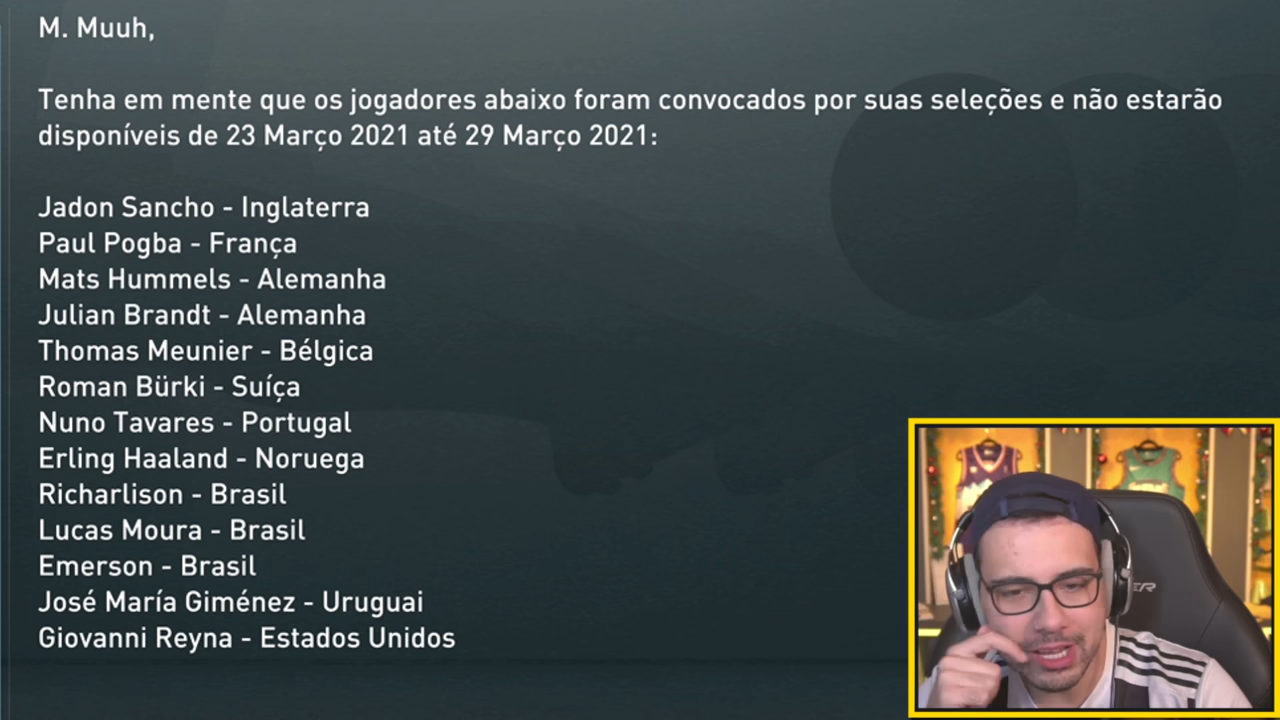 M. Muuh,
Tenha em mente que os jogadores abaixo foram convocados por suas seleções e não estarão
disponíveis de 23 Março 2021 até 29 Março 2021:
Jadon Sancho - Inglaterra
Paul Pogba - França
Mats Hummels - Alemanha
Julian Brandt - Alemanha
Thomas Meunier - Bélgica
Roman Bürki - Suíça
Nuno Tavares - Portugal
Erling Haaland - Noruega
Richarlison - Brasil
Lucas Moura - Brasil
Emerson - Brasil
José María Giménez - Uruguai
Giovanni Reyna - Estados Unidos